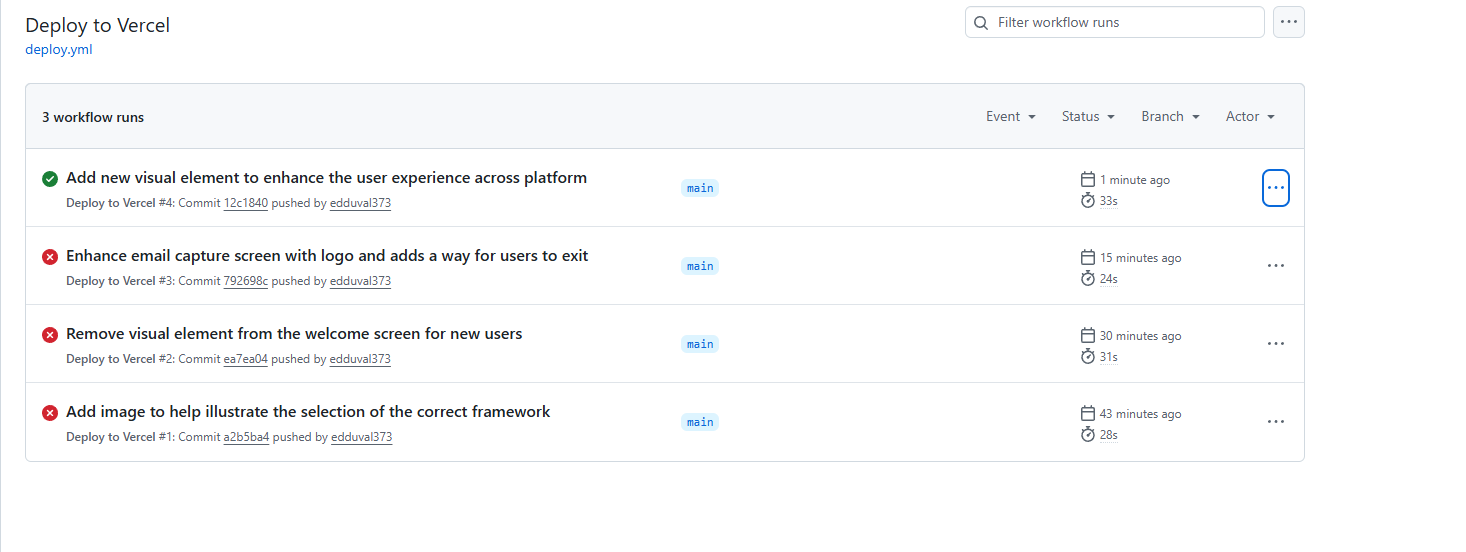 Deploy to Vercel
Filter workflow runs
deploy.yml
3 workflow runs
Event
Status
Branch
Actor
Add new visual element to enhance the user experience across platform
main
1 minute ago
Deploy to Vercel #4: Commit 12c1840 pushed by edduval373
33s
Enhance email capture screen with logo and adds a way for users to exit
main
15 minutes ago
Deploy to Vercel #3: Commit 792698c pushed by edduval373
24s
Remove visual element from the welcome screen for new users
main
30 minutes ago
Deploy to Vercel #2: Commit ea7ea04 pushed by edduval373
31s
Add image to help illustrate the selection of the correct framework
main
43 minutes ago
Deploy to Vercel #1: Commit a2b5ba4 pushed by edduval373
28s